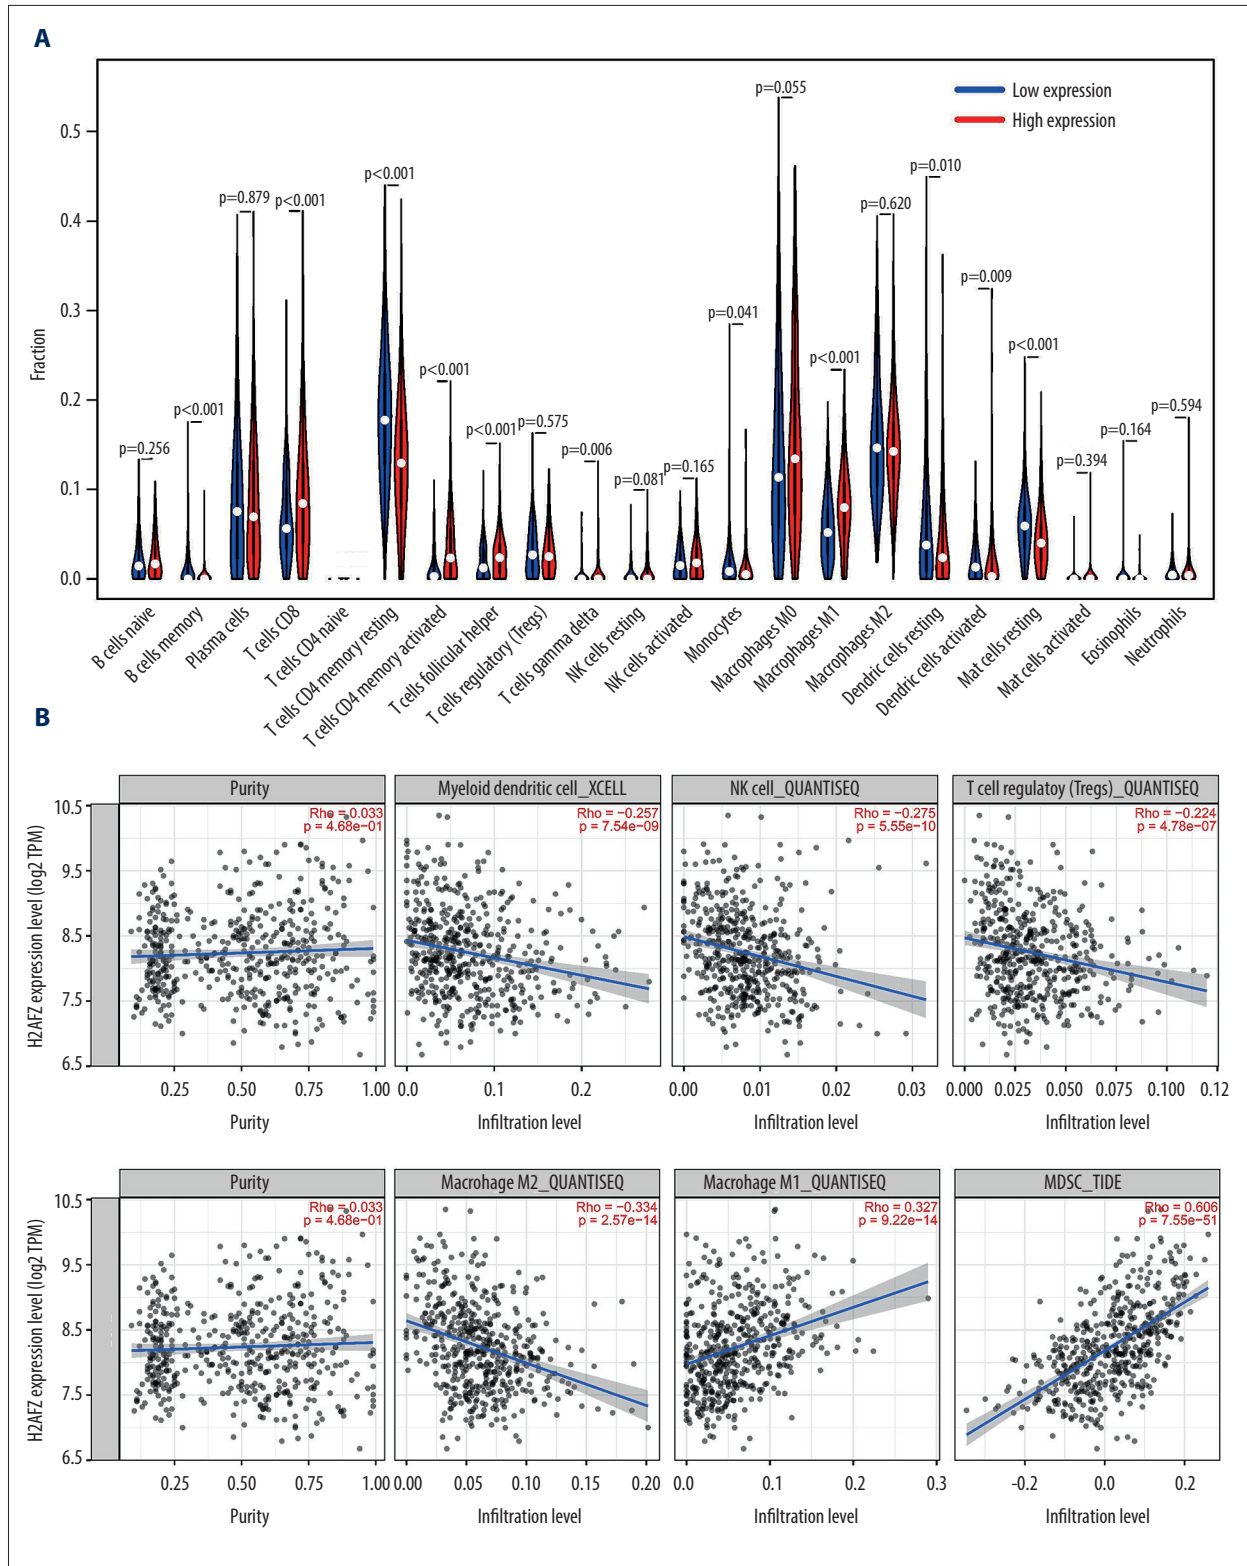 A
Low expression
High expression
Fraction
0.5
0.4
0.3
0.2
0.1
0.0
p=0.256
p<0.001
p=0.879
p<0.001
p<0.001
p<0.001
p<0.001
p=0.575
p=0.006
p=0.081
p=0.165
p=0.041
p=0.055
p<0.001
p=0.620
p=0.010
p=0.009
p<0.001
p=0.394
p=0.164
p=0.594
B cells naive
B cells memory
Plasma cells
T cells CD8
T cells CD4 naive
T cells CD4 memory resting
T cells CD4 memory activated
T cells follicular helper
T cells regulatory (Tregs)
T cells gamma delta
NK cells resting
NK cells activated
Monocytes
Macrophages M0
Macrophages M1
Macrophages M2
Dendric cells resting
Dendric cells activated
Mat cells resting
Mat cells activated
Eosinophils
Neutrophils
B
H2AFZ expression level (log2 TPM)
10.5
9.5
8.5
7.5
6.5
Purity
Rho = 0.033
p = 4.68e−01
0.25 0.50 0.75 1.00
Purity
Myeloid dendritic cell_XCELL
Rho = −0.257
p = 7.54e−09
0.0 0.1 0.2
Infiltration level
NK cell_QUANTISEQ
Rho = −0.275
p = 5.55e−10
0.00 0.01 0.02 0.03
Infiltration level
T cell regulatoy (Tregs)_QUANTISEQ
Rho = −0.224
p = 4.78e−07
0.000 0.025 0.050 0.075 0.100 0.12
Infiltration level
H2AFZ expression level (log2 TPM)
10.5
9.5
8.5
7.5
6.5
Purity
Rho = 0.033
p = 4.68e−01
0.25 0.50 0.75 1.00
Purity
Macrohage M2_QUANTISEQ
Rho = −0.334
p = 2.57e−14
0.00 0.05 0.10 0.15 0.20
Infiltration level
Macrohage M1_QUANTISEQ
Rho = 0.327
p = 9.22e−14
0.0 0.1 0.2 0.3
Infiltration level
MDSC_TIDE
Rho = 0.606
p = 7.55e−51
-0.2 0.0 0.2
Infiltration level